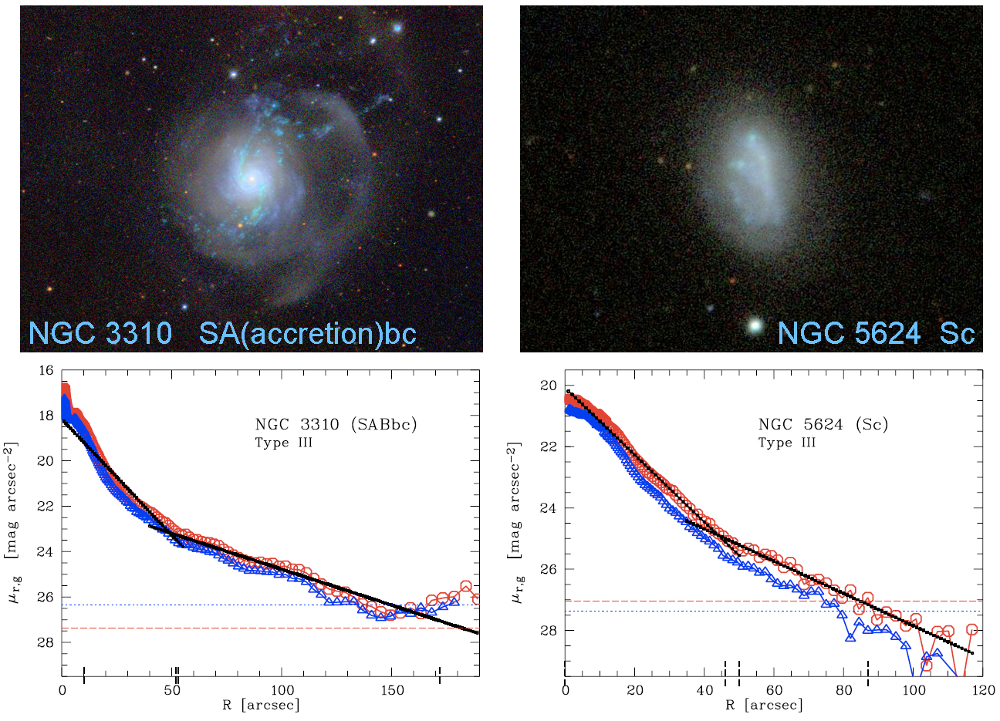 NGC 3310 SA(accretion)bc
NGC 5624 Sc
16
18
20
22
24
26
28
μr,g [mag arcsec−2]
NGC 3310 (SABbc)
Type III
0
50
100
150
R [arcsec]
20
22
24
26
28
μr,g [mag arcsec−2]
NGC 5624 (Sc)
Type III
0
20
40
60
80
100
120
R [arcsec]